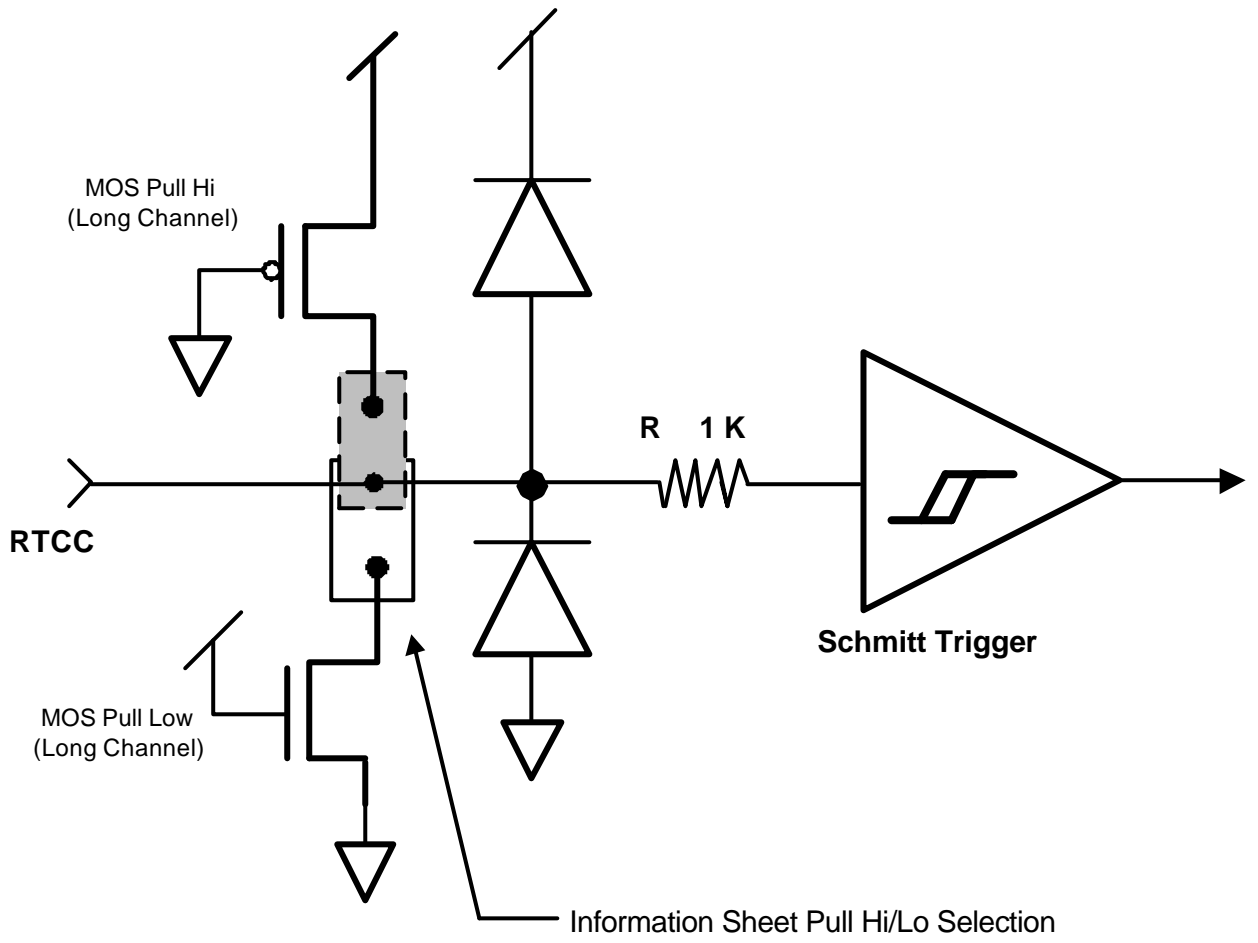 MOS Pull Hi
(Long Channel)
R 1 K
RTCC
Schmitt Trigger
MOS Pull Low
(Long Channel)
Information Sheet Pull Hi/Lo Selection